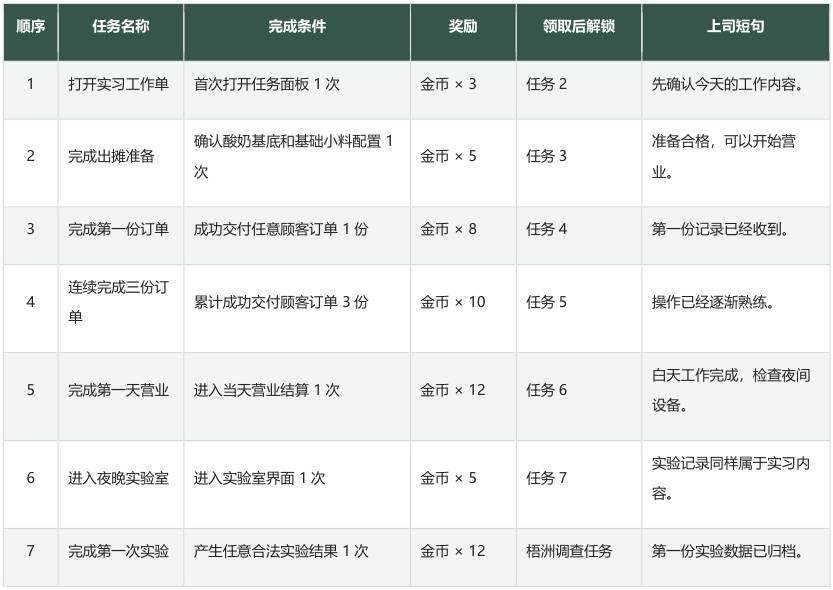 顺序 任务名称 完成条件 奖励 领取后解锁 上司短句
1 打开实习工作单 首次打开任务面板 1 次 金币 × 3 任务 2 先确认今天的工作内容。
2 完成出摊准备 确认酸奶基底和基础小料配置 1
次 金币 × 5 任务 3 准备合格，可以开始营
业。
3 完成第一份订单 成功交付任意顾客订单 1 份 金币 × 8 任务 4 第一份记录已经收到。
4 连续完成三份订
单 累计成功交付顾客订单 3 份 金币 × 10 任务 5 操作已经逐渐熟练。
5 完成第一天营业 进入当天营业结算 1 次 金币 × 12 任务 6 白天工作完成，检查夜间
设备。
6 进入夜晚实验室 进入实验室界面 1 次 金币 × 5 任务 7 实验记录同样属于实习内
容。
7 完成第一次实验 产生任意合法实验结果 1 次 金币 × 12 梧洲调查任务 第一份实验数据已归档。